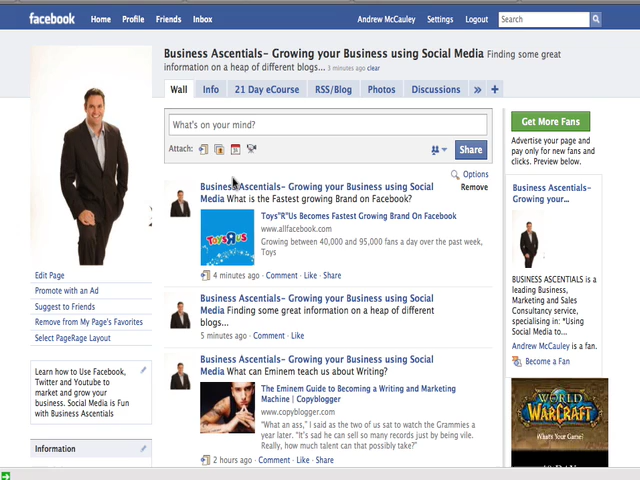 facebook Home Profile Friends Inbox Andrew McCauley Settings Logout Search
Business Ascentials- Growing your Business using Social Media Finding some great
information on a heap of different blogs... 3 minutes ago clear
Wall Info 21 Day eCourse RSS/Blog Photos Discussions » +
What's on your mind?
Attach: 31 Share
Options
Business Ascentials- Growing your Business using Social
Media What is the Fastest growing Brand on Facebook?
Remove
Toys"R"Us Becomes Fastest Growing Brand On Facebook
www.allfacebook.com
Growing between 40,000 and 95,000 fans a day over the past week,
Toys
TOYS R US
4 minutes ago · Comment · Like · Share
Business Ascentials- Growing your Business using Social
Media Finding some great information on a heap of different
blogs...
5 minutes ago · Comment · Like
Business Ascentials- Growing your Business using Social
Media What can Eminem teach us about Writing?
The Eminem Guide to Becoming a Writing and Marketing
Machine | Copyblogger
www.copyblogger.com
"What an ass," I said as the two of us sat to watch the Grammies a
year later. "It's sad he can sell so many records just by being vile.
Really, how much talent can that possibly take?"
2 hours ago · Comment · Like · Share
Edit Page
Promote with an Ad
Suggest to Friends
Remove from My Page's Favorites
Select PageRage Layout
Learn how to Use Facebook,
Twitter and Youtube to
market and grow your
business. Social Media is Fun
with Business Ascentials
Information
Get More Fans
Advertise your page and
pay only for new fans and
clicks. Preview below.
Business Ascentials-
Growing your...
BUSINESS ASCENTIALS is a
leading Business,
Marketing and Sales
Consultancy service,
specialising in: *Using
Social Media to...
Andrew McCauley is a fan.
Become a Fan
WORLD
OF
WARCRAFT
What's Your Game?